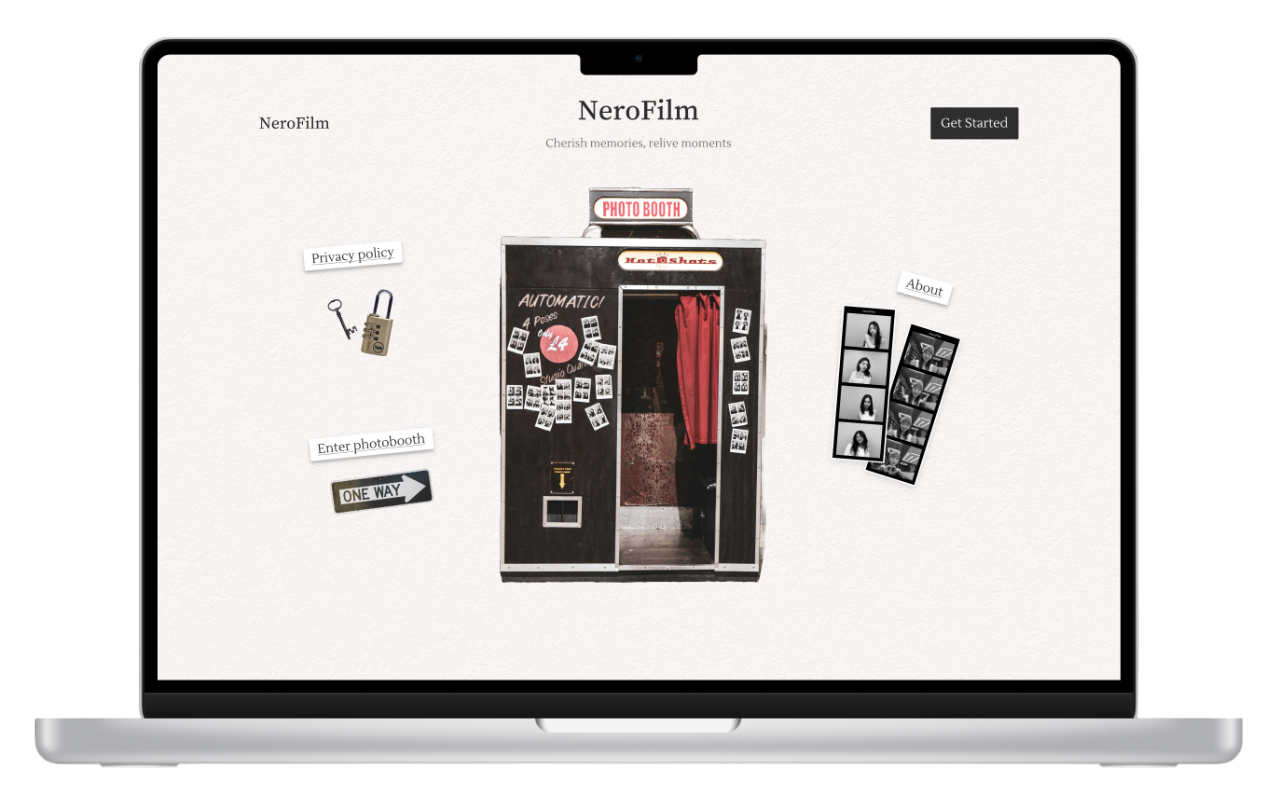 NeroFilm
NeroFilm
Cherish memories, relive moments
Get Started
PHOTO BOOTH
Hot Shots
Privacy policy
AUTOMATIC!
4 Poses
Only
£4
Studio
About
Enter photobooth
ONE WAY